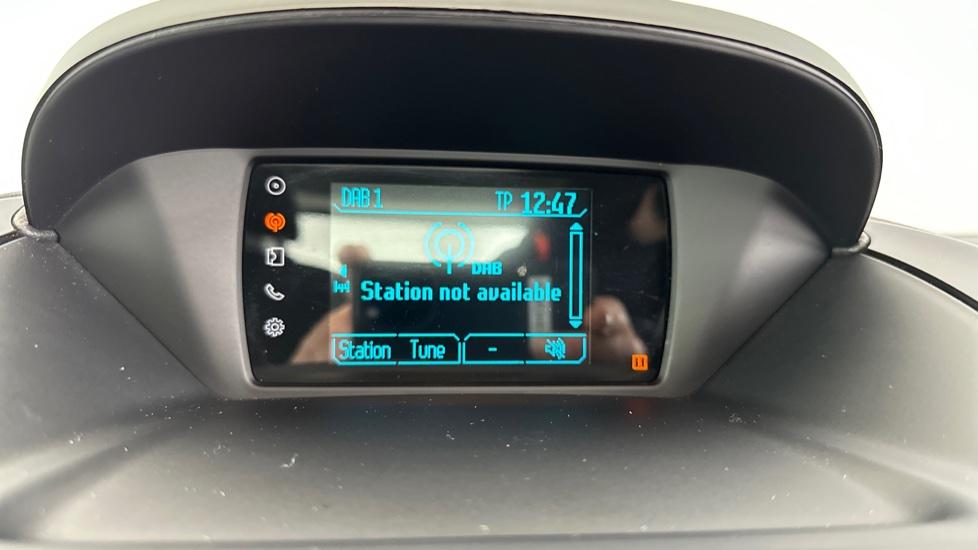 DAB 1 TP 12:47
DAB
Station not available
Station Tune -